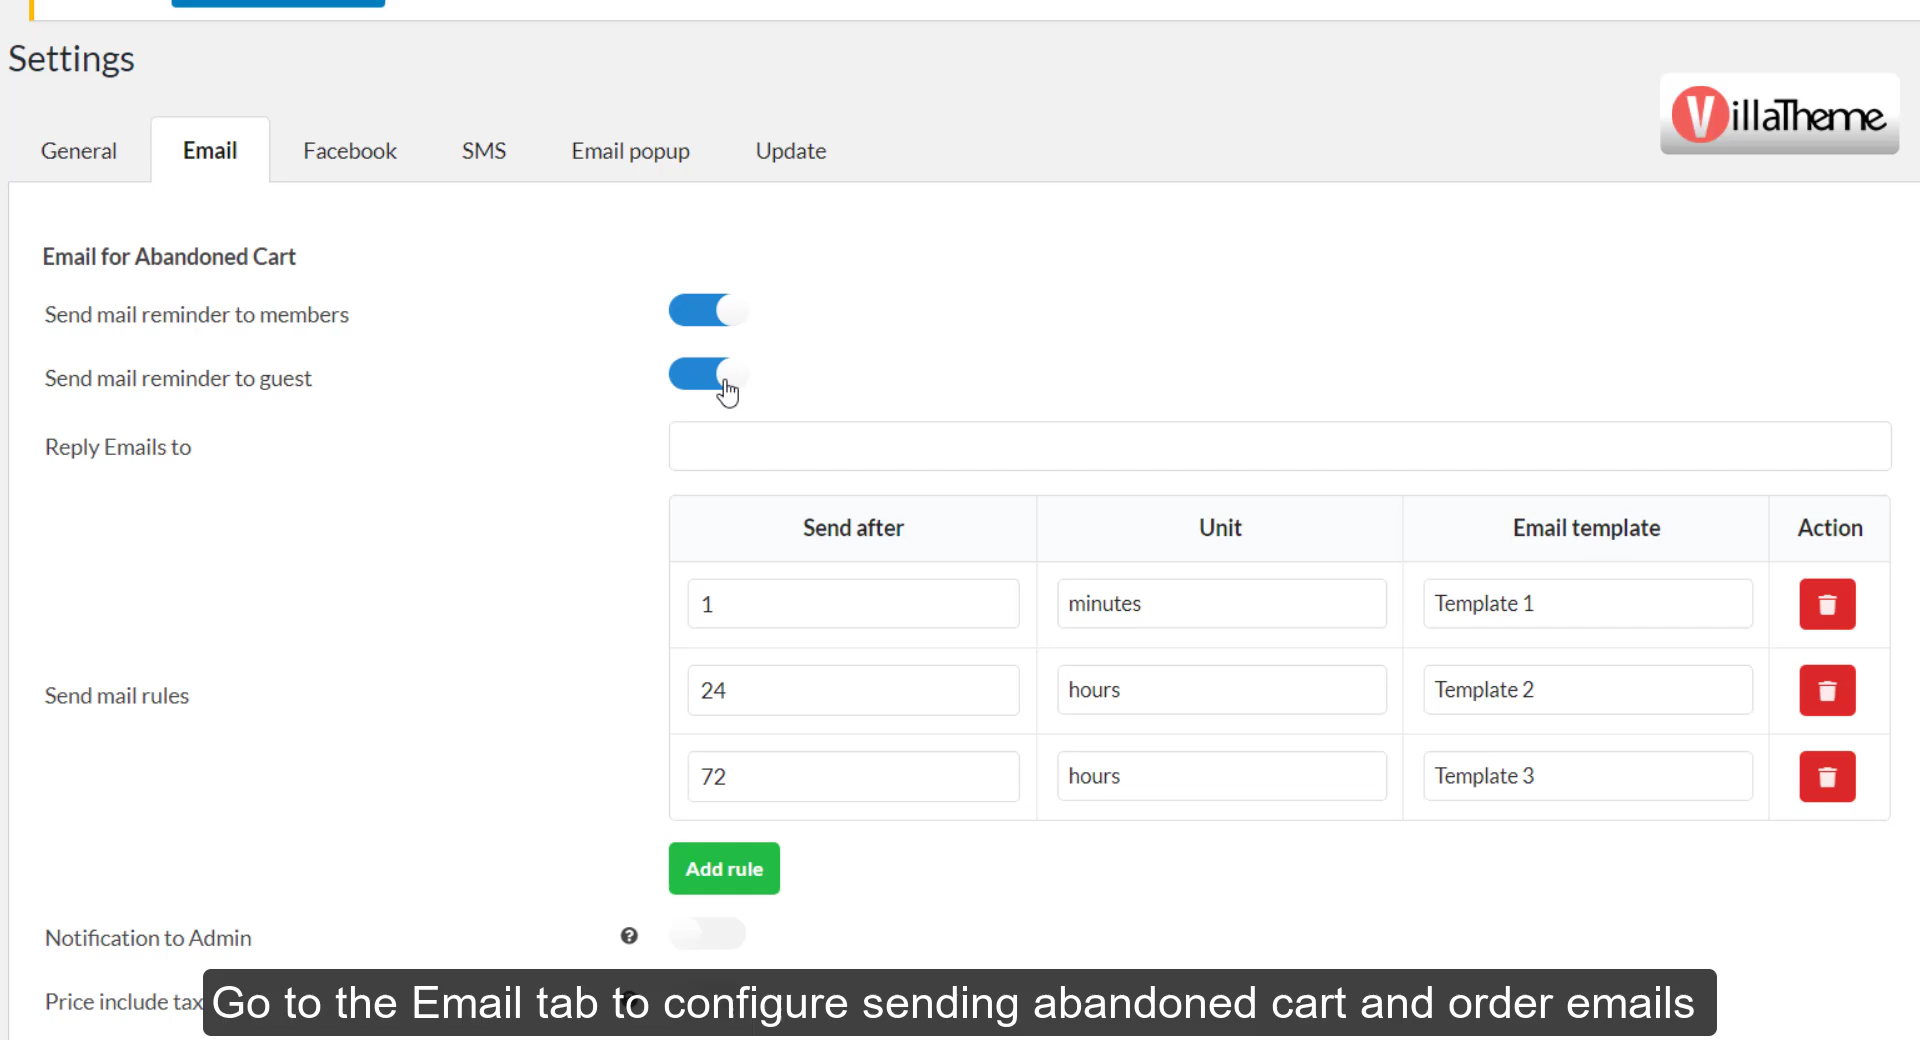 Settings
VillaTheme
General Email Facebook SMS Email popup Update
Email for Abandoned Cart
Send mail reminder to members
Send mail reminder to guest
Reply Emails to
Send after Unit Email template Action
1 minutes Template 1
24 hours Template 2
Send mail rules
72 hours Template 3
Add rule
Notification to Admin
Price include tax
Go to the Email tab to configure sending abandoned cart and order emails